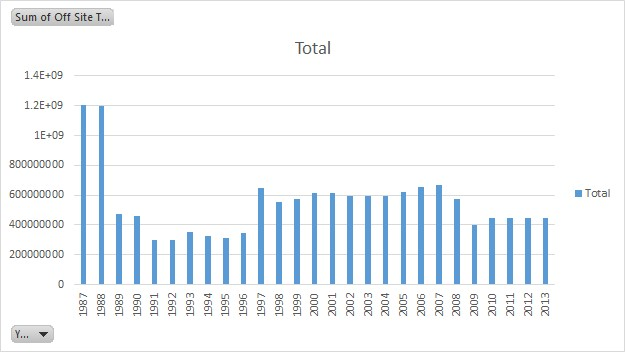 Sum of Off Site T...
Total
1.4E+09
1.2E+09
1E+09
800000000
600000000
400000000
200000000
0
1987 1988 1989 1990 1991 1992 1993 1994 1995 1996 1997 1998 1999 2000 2001 2002 2003 2004 2005 2006 2007 2008 2009 2010 2011 2012 2013
Total
Y...